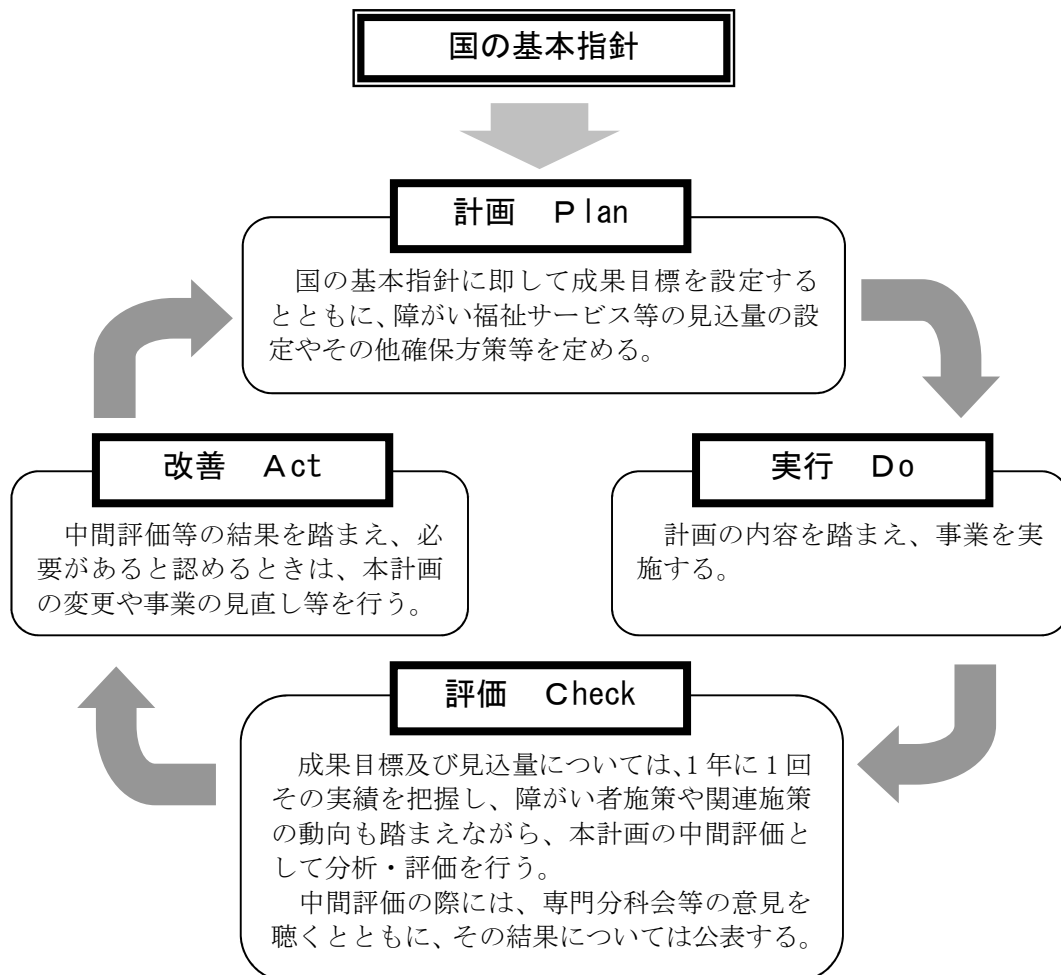 国の基本指針
計画　Plan
国の基本指針に即して成果目標を設定する
とともに、障がい福祉サービス等の見込量の設
定やその他確保方策等を定める。
改善　Act
中間評価等の結果を踏まえ、必
要があると認めるときは、本計画
の変更や事業の見直し等を行う。
実行　Do
計画の内容を踏まえ、事業を実
施する。
評価　Check
成果目標及び見込量については、1年に1回
その実績を把握し、障がい者施策や関連施策
の動向も踏まえながら、本計画の中間評価と
して分析・評価を行う。
中間評価の際には、専門分科会等の意見を
聴くとともに、その結果については公表する。